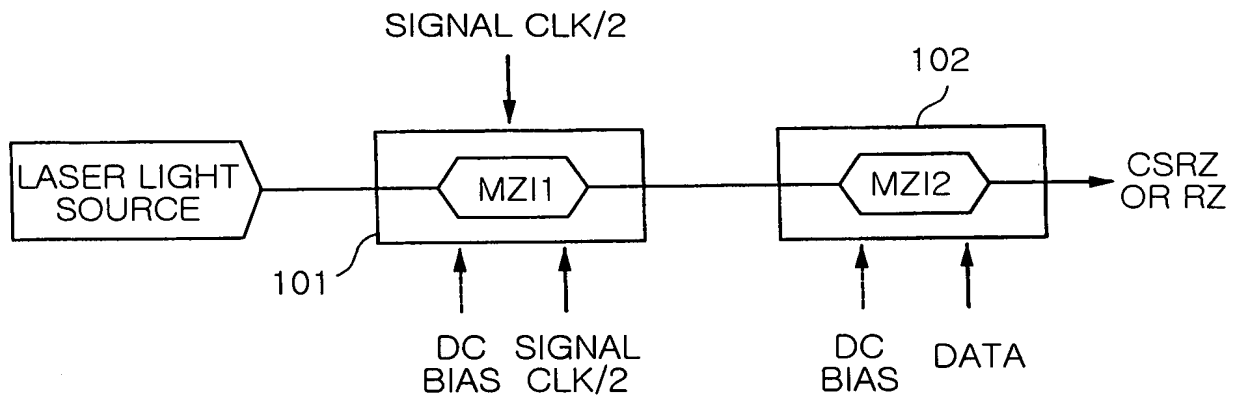 SIGNAL CLK/2
102
LASER LIGHT
SOURCE
MZI1
MZI2
CSRZ
OR RZ
101
DC
BIAS
SIGNAL
CLK/2
DC
BIAS
DATA